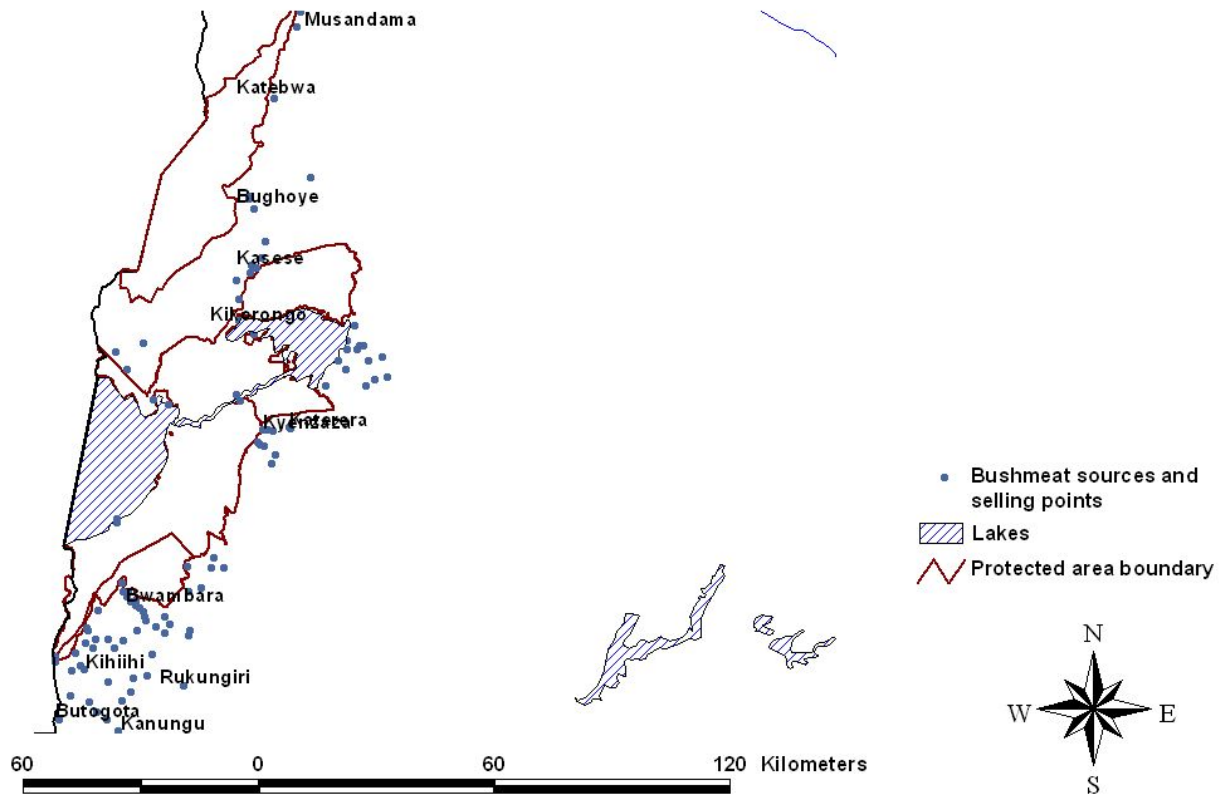 Musandama
Katebwa
Bughoye
Kasese
Kikorongo
Kyenzaza
Katerera
Bwambara
Kihiihi
Rukungiri
Butogota
Kanungu
Bushmeat sources and
selling points
Lakes
Protected area boundary
N
W
E
S
60
0
60
120
Kilometers